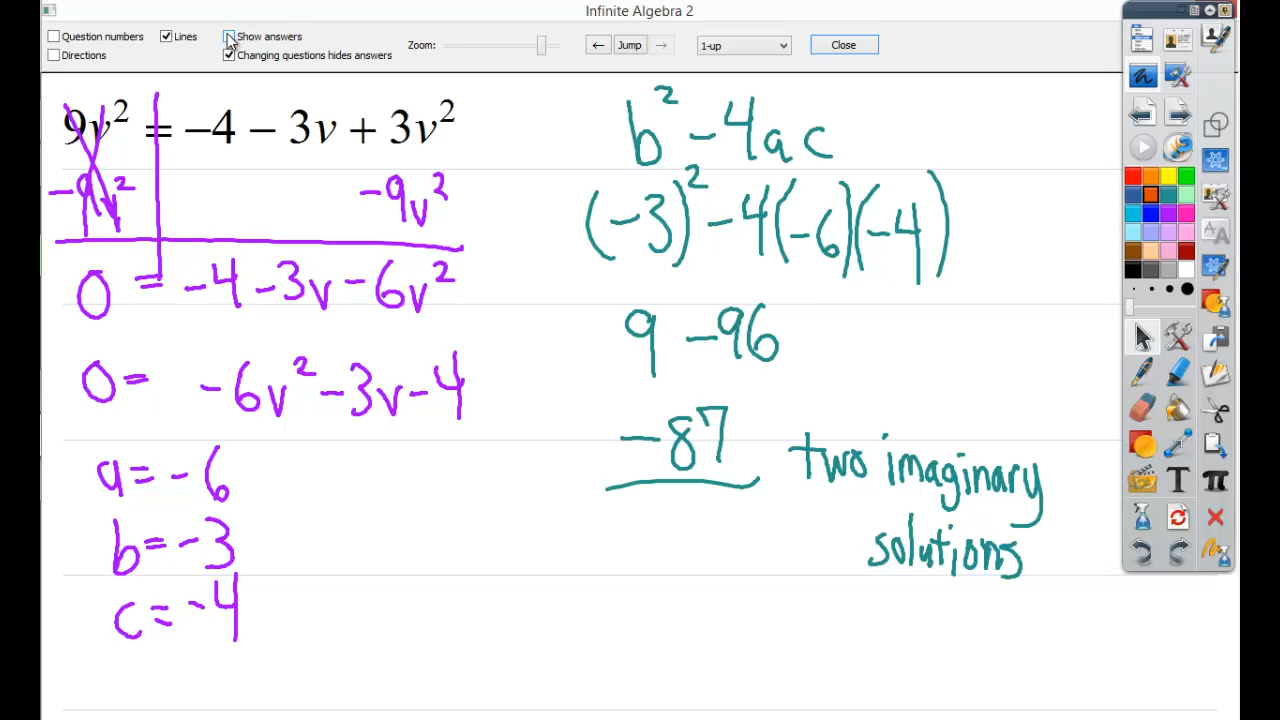 Infinite Algebra 2
Question numbers
Lines
Show answers
Directions
Changing questions hides answers
Zoom:
←
Jump
→
1-up
Close
9v² = −4 − 3v + 3v²
-9v² -9v²
0 = -4 -3v - 6v²
0 = -6v² - 3v - 4
a = -6
b = -3
c = -4
b² - 4ac
(-3)² - 4(-6)(-4)
9 - 96
-87
two imaginary
solutions
T
π